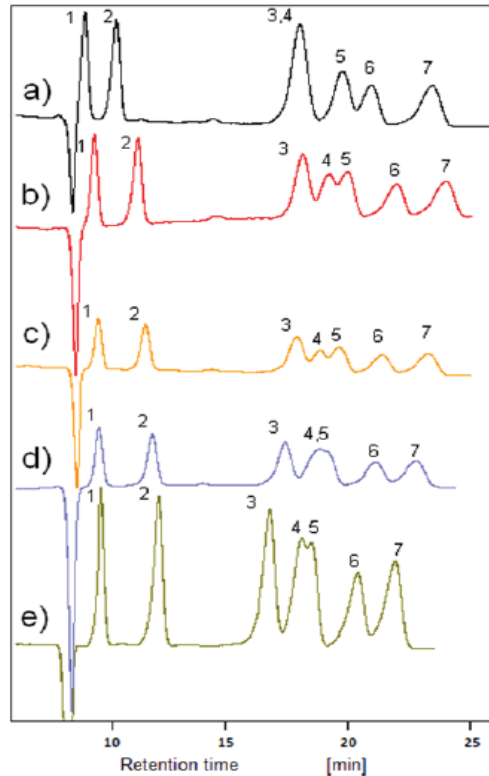 1 2 3,4 5 6 7
a)
1 2 3 4 5 6 7
b)
1 2 3 4 5 6 7
c)
1 2 3 4,5 6 7
d)
1 2 3 4 5 6 7
e)
10 15 20 25
Retention time [min]